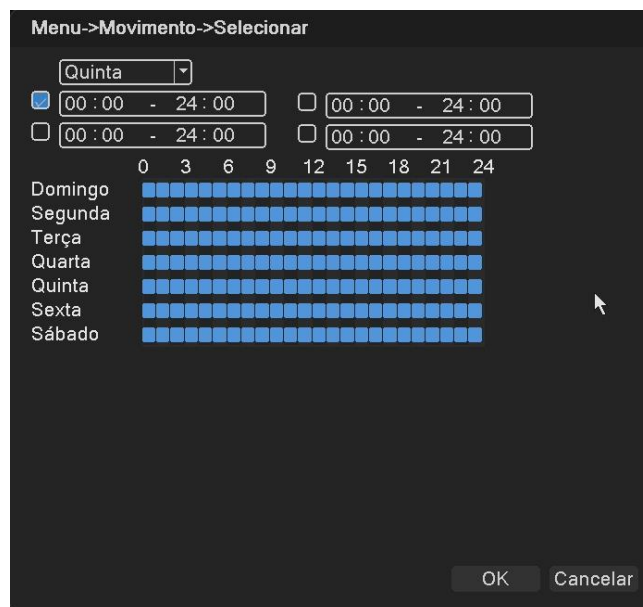 Menu->Movimento->Selecionar
Quinta
00:00 - 24:00 00:00 - 24:00
00:00 - 24:00 00:00 - 24:00
0 3 6 9 12 15 18 21 24
Domingo
Segunda
Terça
Quarta
Quinta
Sexta
Sábado
OK Cancelar